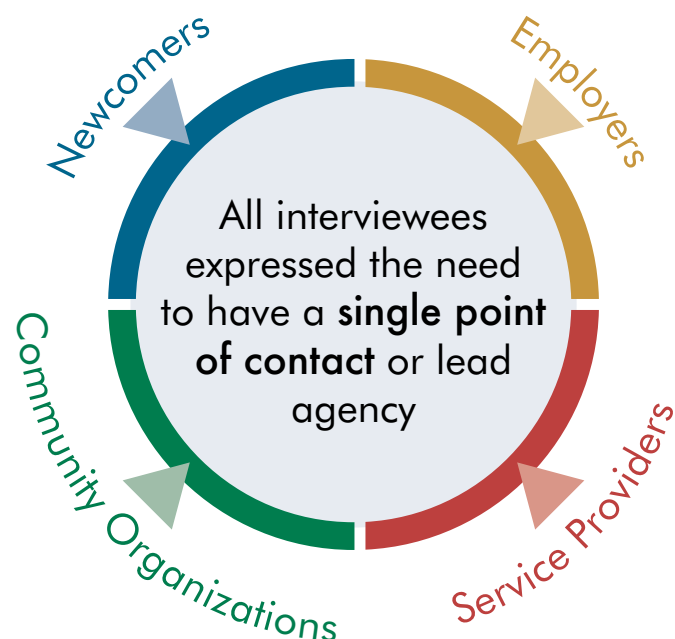 Newcomers
Employers
All interviewees
expressed the need
to have a single point
of contact or lead
agency
Community Organizations
Service Providers